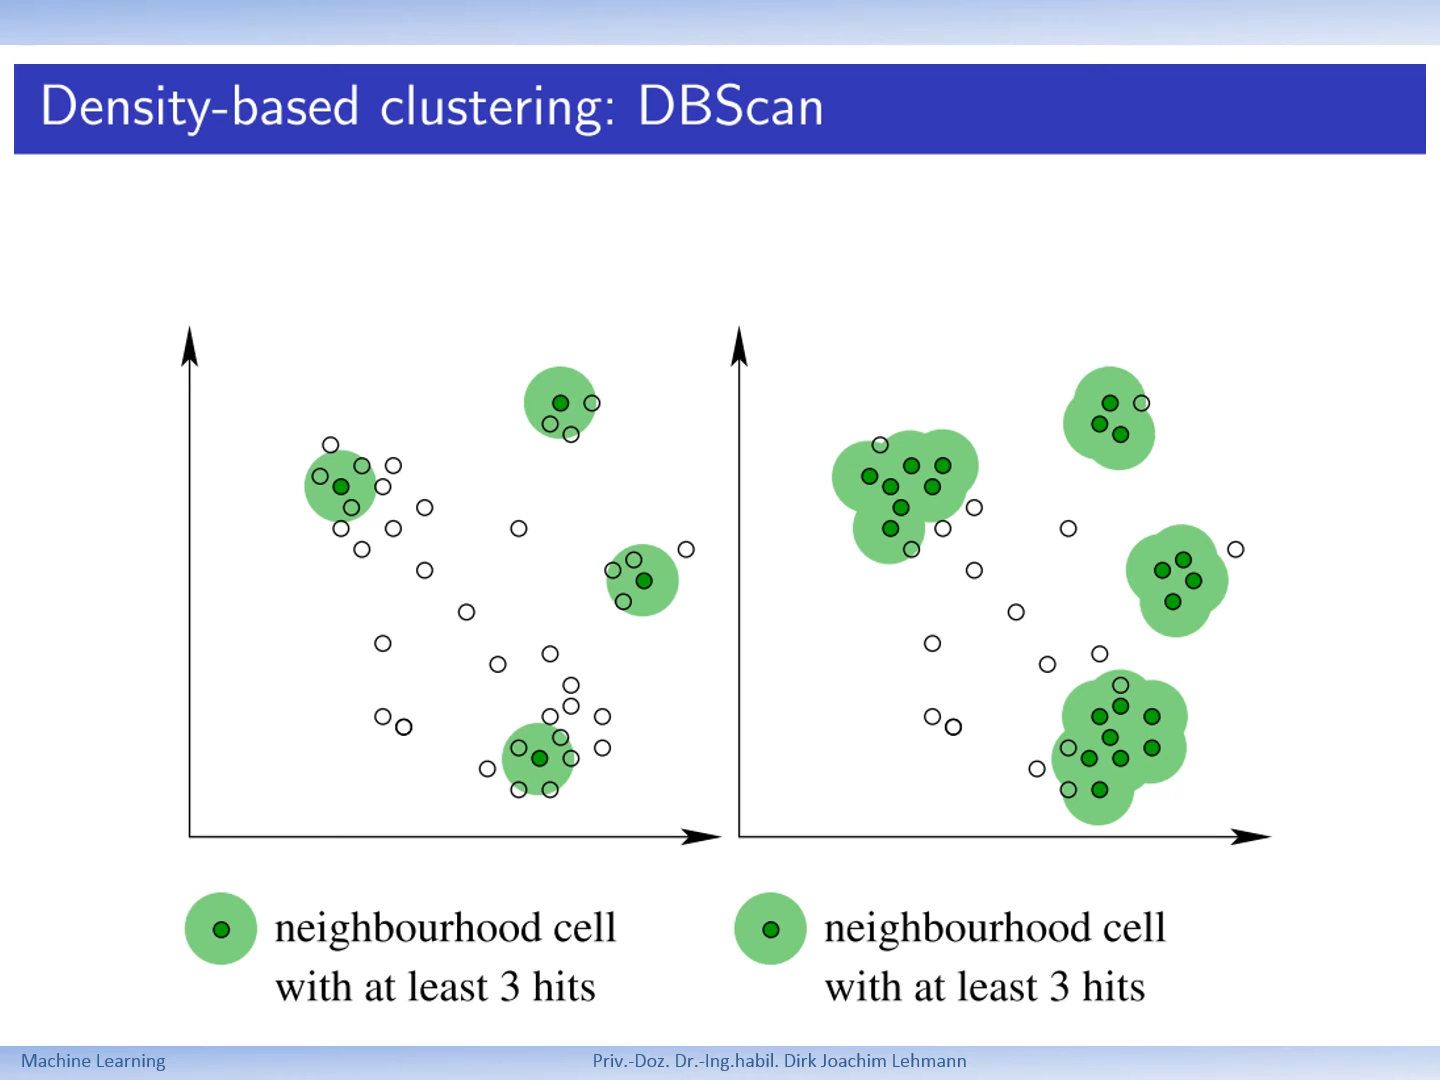 Density-based clustering: DBScan
neighbourhood cell
with at least 3 hits
neighbourhood cell
with at least 3 hits
Machine Learning
Priv.-Doz. Dr.-Ing.habil. Dirk Joachim Lehmann